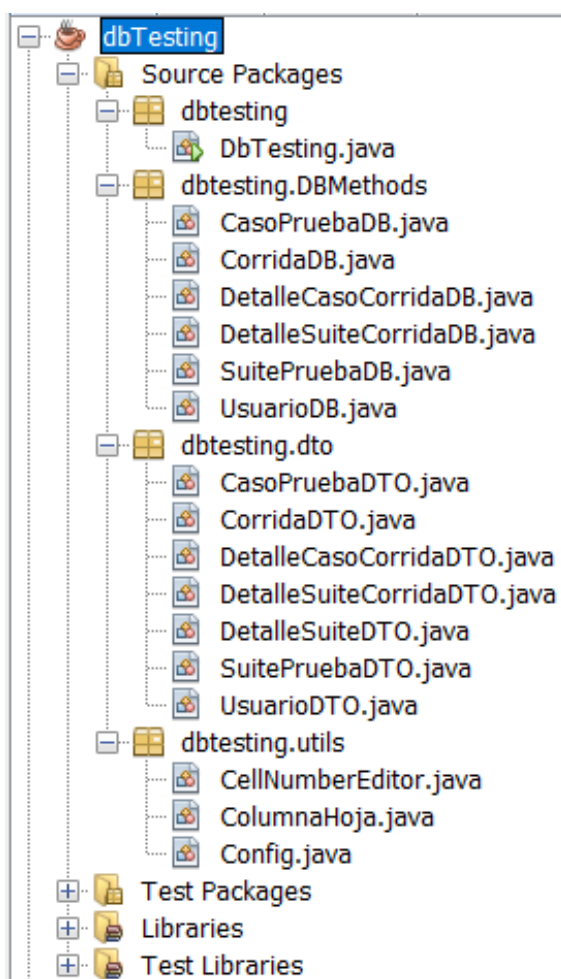 dbTesting
Source Packages
dbtesting
DbTesting.java
dbtesting.DBMethods
CasoPruebaDB.java
CorridaDB.java
DetalleCasoCorridaDB.java
DetalleSuiteCorridaDB.java
SuitePruebaDB.java
UsuarioDB.java
dbtesting.dto
CasoPruebaDTO.java
CorridaDTO.java
DetalleCasoCorridaDTO.java
DetalleSuiteCorridaDTO.java
DetalleSuiteDTO.java
SuitePruebaDTO.java
UsuarioDTO.java
dbtesting.utils
CellNumberEditor.java
ColumnaHoja.java
Config.java
Test Packages
Libraries
Test Libraries